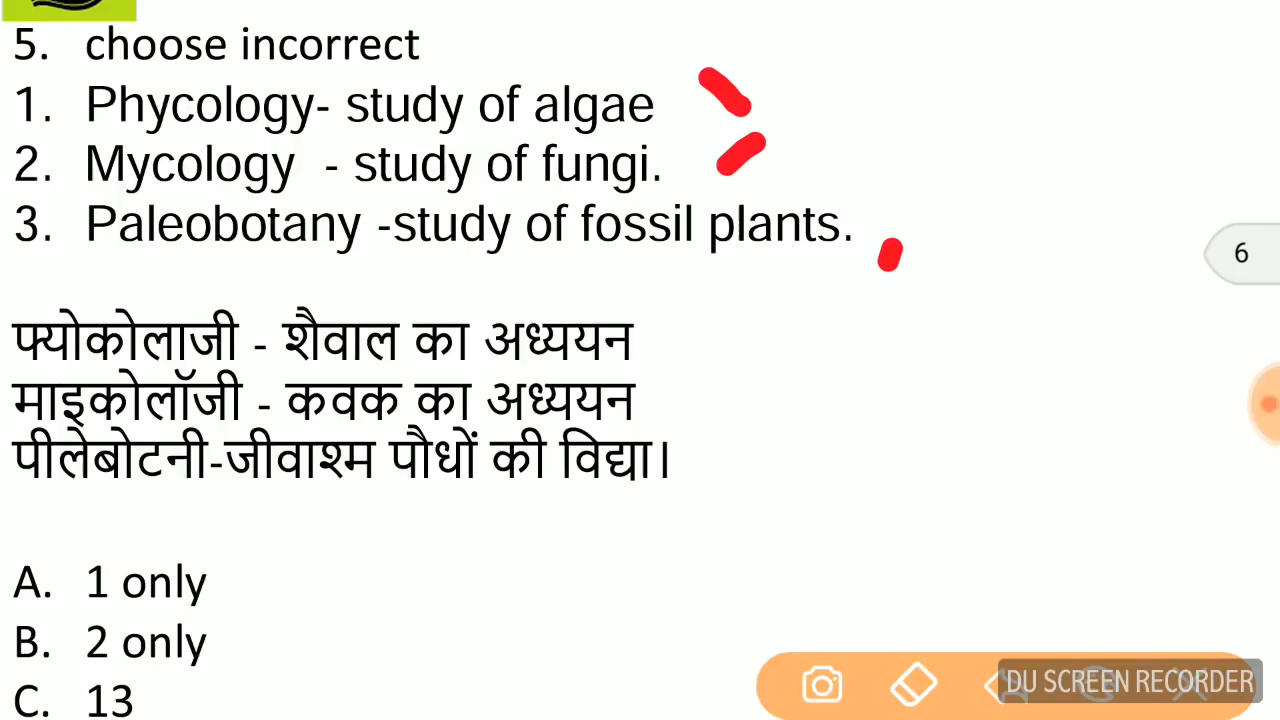 5. choose incorrect
1. Phycology- study of algae
2. Mycology - study of fungi.
3. Paleobotany -study of fossil plants.
6
फ्योकोलाजी - शैवाल का अध्ययन
माइकोलॉजी - कवक का अध्ययन
पीलेबोटनी-जीवाश्म पौधों की विद्या।
A. 1 only
B. 2 only
DU SCREEN RECORDER
C. 13